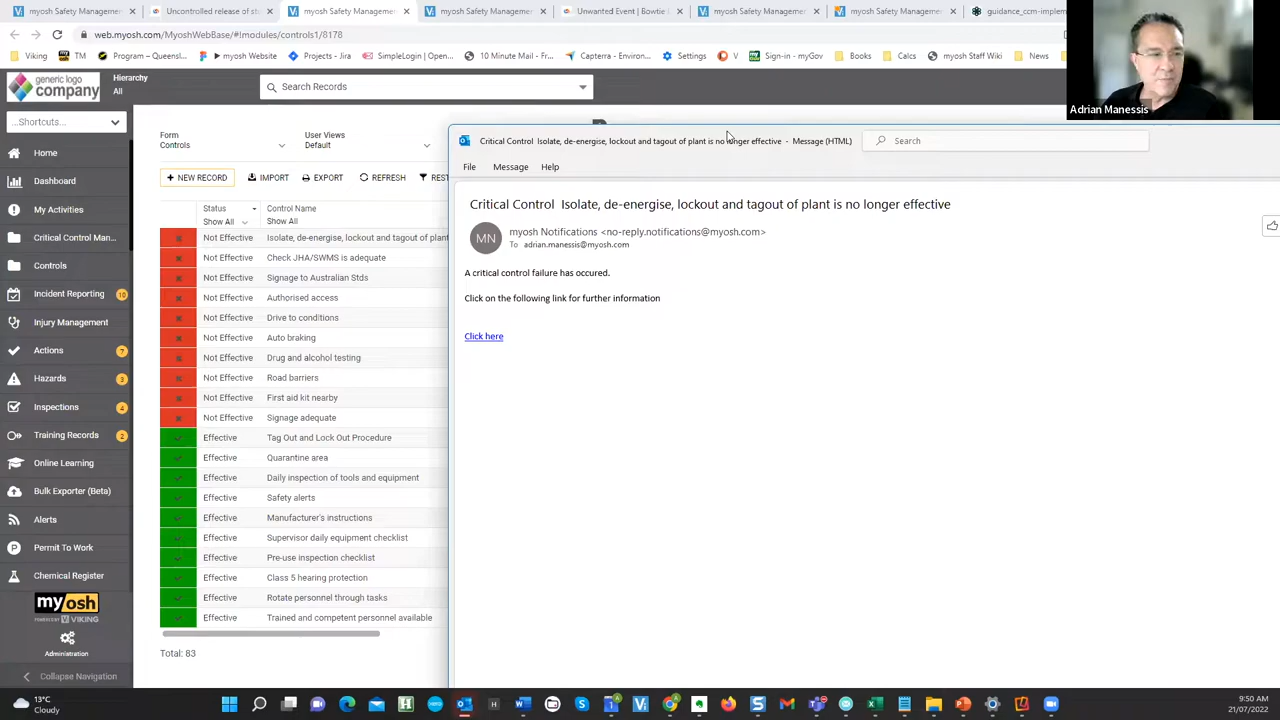 Uncontrolled release of sta
myosh Safety Management
myosh Safety Management
Unwanted Event | Bowtie
myosh Safety Management
myosh Safety Management
guidance_ccm-implem
web.myosh.com/MyoshWebBase/#!modules/controls1/8178
Viking
TM
Program – Queensl...
myosh Website
Projects - Jira
SimpleLogin | Opem...
10 Minute Mail - F...
Capterra - Getapp...
Settings
Sign-in - myGov
Books
Calcs
myosh Staff Wiki
News
generic logo
company
Hierarchy
All
Search Records
Adrian Manessis
...Shortcuts...
Home
Dashboard
My Activities
Critical Control Man...
Controls
Incident Reporting
10
Injury Management
Actions
7
Hazards
3
Inspections
4
Training Records
2
Online Learning
Bulk Exporter (Beta)
Alerts
Permit To Work
Chemical Register
myosh
POWERED BY VIKING
Administration
Collapse Navigation
Form
Controls
User Views
Default
NEW RECORD
IMPORT
EXPORT
REFRESH
REST
Status
Control Name
Show All
Show All
Not Effective Isolate, de-energise, lockout and tagout of plant
Not Effective Check JHA/SWMS is adequate
Not Effective Signage to Australian Stds
Not Effective Authorised access
Not Effective Drive to conditions
Not Effective Auto braking
Not Effective Drug and alcohol testing
Not Effective Road barriers
Not Effective First aid kit nearby
Not Effective Signage adequate
Effective Tag Out and Lock Out Procedure
Effective Quarantine area
Effective Daily inspection of tools and equipment
Effective Safety alerts
Effective Manufacturer's instructions
Effective Supervisor daily equipment checklist
Effective Pre-use inspection checklist
Effective Class 5 hearing protection
Effective Rotate personnel through tasks
Effective Trained and competent personnel available
Total: 83
Critical Control Isolate, de-energise, lockout and tagout of plant is no longer effective - Message (HTML)
Search
File
Message
Help
Critical Control Isolate, de-energise, lockout and tagout of plant is no longer effective
MN
myosh Notifications <no-reply.notifications@myosh.com>
To adrian.manessis@myosh.com
A critical control failure has occured.
Click on the following link for further information
Click here
13°C
Cloudy
9:50 AM
21/07/2022